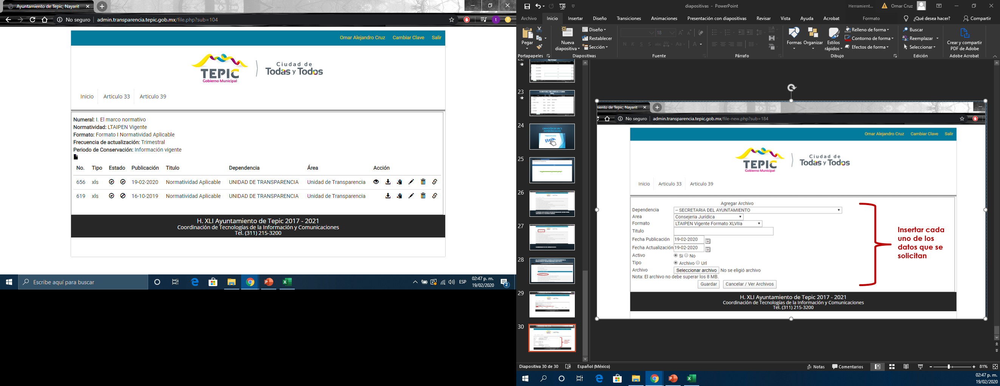 Ayuntamiento de Tepic, Nayarit
No seguro | admin.transparencia.tepic.gob.mx/file.php?sub=104
Omar Alejandro Cruz Cambiar Clave Salir
TEPIC
Gobierno Municipal
Ciudad de
Todas y Todos
Inicio Articulo 33 Articulo 39
Numeral: I. El marco normativo
Normatividad: LTAIPEN Vigente
Formato: Formato I Normatividad Aplicable
Frecuencia de actualización: Trimestral
Periodo de Conservación: Información vigente
No. Tipo Estado Publicación Titulo Dependencia Área Acción
656 xls 19-02-2020 Normatividad Aplicable UNIDAD DE TRANSPARENCIA Unidad de Transparencia
619 xls 16-10-2019 Normatividad Aplicable UNIDAD DE TRANSPARENCIA Unidad de Transparencia
H. XLI Ayuntamiento de Tepic 2017 - 2021
Coordinación de Tecnologías de la Información y Comunicaciones
Tel. (311) 215-3200
Escribe aquí para buscar
ESP
02:47 p. m.
19/02/2020
2
diapositivas - PowerPoint
Herramient...
Omar Cruz
Archivo Inicio Insertar Diseño Transiciones Animaciones Presentación con diapositivas Revisar Vista Ayuda Acrobat Formato ¿Qué desea hacer? Compartir
Pegar
Portapapeles
Nueva diapositiva
Diseño
Restablecer
Sección
Diapositivas
18
N K S S abc AV Aa A
Fuente
Párrafo
Formas Organizar Estilos rápidos
Relleno de forma
Contorno de forma
Efectos de forma
Dibujo
Buscar
Reemplazar
Seleccionar
Edición
Crear y compartir PDF de Adobe
Adobe Acrobat
22
23
24
25
26
27
28
29
30
iento de Tepic, Nayarit
No seguro | admin.transparencia.tepic.gob.mx/file-new.php?sub=184
Omar Alejandro Cruz Cambiar Clave Salir
TEPIC
Gobierno Municipal
Ciudad de
Todas y Todos
Inicio Articulo 33 Articulo 39
Agregar Archivo
Dependencia -- SECRETARIA DEL AYUNTAMIENTO
Area Consejeria Jurídica
Formato LTAIPEN Vigente Formato XLVIIa
Titulo
Fecha Publicación 19-02-2020
Fecha Actualización 19-02-2020
Activo Si No
Tipo Archivo Url
Archivo Seleccionar archivo No se eligió archivo
Nota: El archivo no debe superar los 8 MB.
Guardar Cancelar / Ver Archivos
Insertar cada
uno de los
datos que se
solicitan
H. XLI Ayuntamiento de Tepic 2017 - 2021
Coordinación de Tecnologías de la Información y Comunicaciones
Tel. (311) 215-3200
Diapositiva 30 de 30 Español (México) Notas Comentarios 81%
02:47 p. m.
19/02/2020